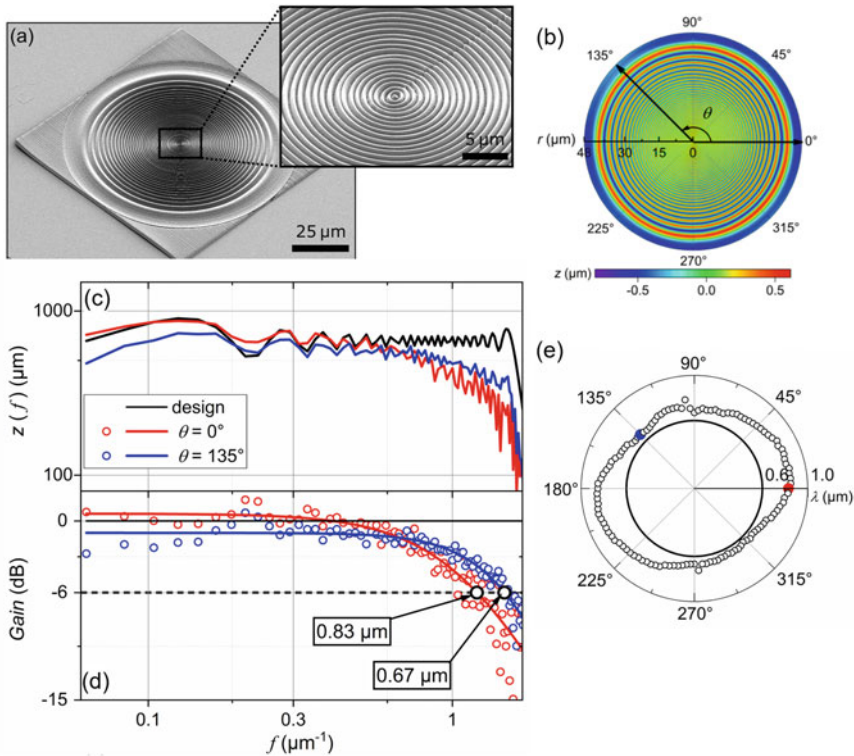 (a)
5 µm
25 µm
(b)
90°
135°
45°
θ
r (µm)
0°
48
30
15
0
225°
315°
270°
z (µm)
-0.5
0.0
0.5
(c)
1000
z (f) (µm)
design
θ = 0°
θ = 135°
100
0
Gain (dB)
-6
0.83 µm
0.67 µm
-15
(d)
0.1
0.3
1
f (µm⁻¹)
(e)
90°
135°
45°
180°
0.6
1.0
λ (µm)
225°
315°
270°